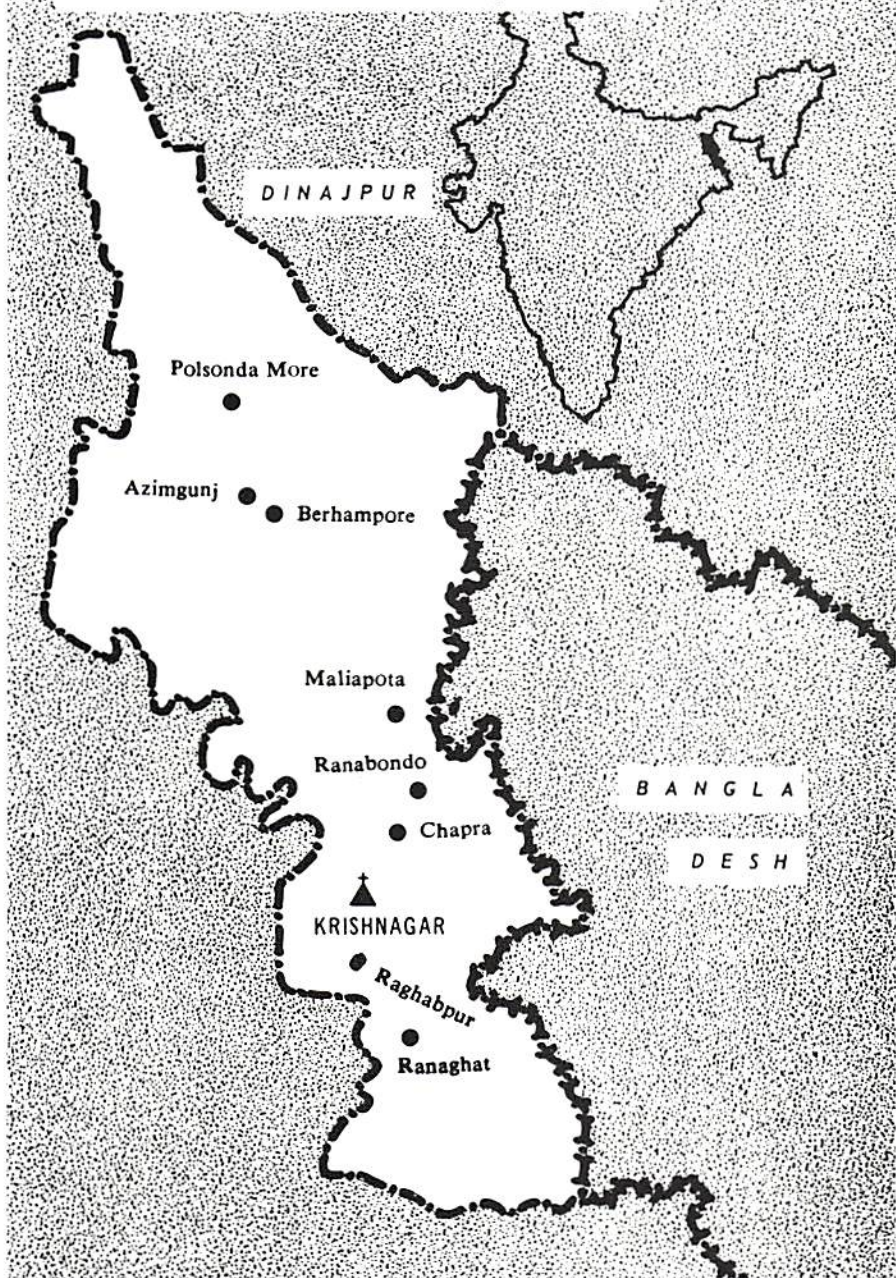 DINAJPUR
Polsonda More
Azimgunj
Berhampore
Maliapota
Ranabondo
BANGLA
Chapra
DESH
KRISHNAGAR
Raghabpur
Ranaghat